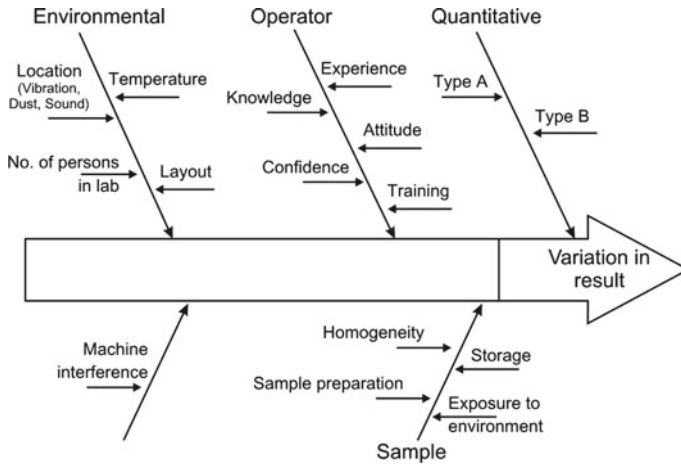 Environmental
Operator
Quantitative
Location
(Vibration,
Dust, Sound)
Temperature
No. of persons
in lab
Layout
Experience
Knowledge
Attitude
Confidence
Training
Type A
Type B
Variation in
result
Machine
interference
Homogeneity
Storage
Sample preparation
Exposure to
environment
Sample